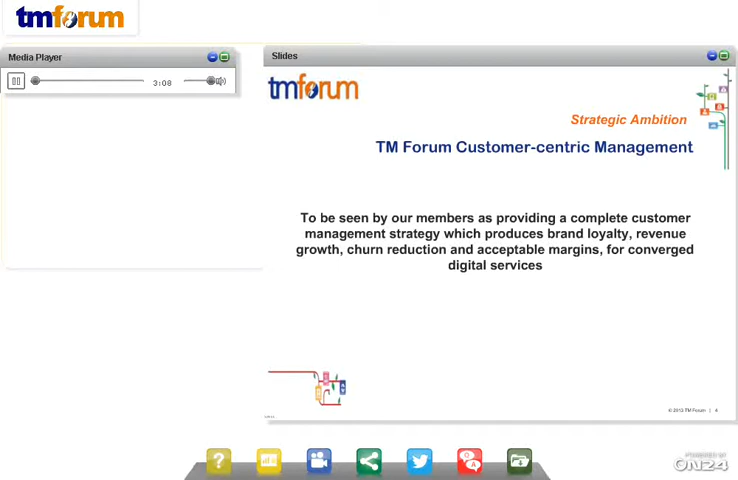 tmforum
Media Player
Slides
3:08
tmforum
Strategic Ambition
TM Forum Customer-centric Management
To be seen by our members as providing a complete customer
management strategy which produces brand loyalty, revenue
growth, churn reduction and acceptable margins, for converged
digital services
© 2013 TM Forum | 4
?
Q
A
POWERED BY
ON24